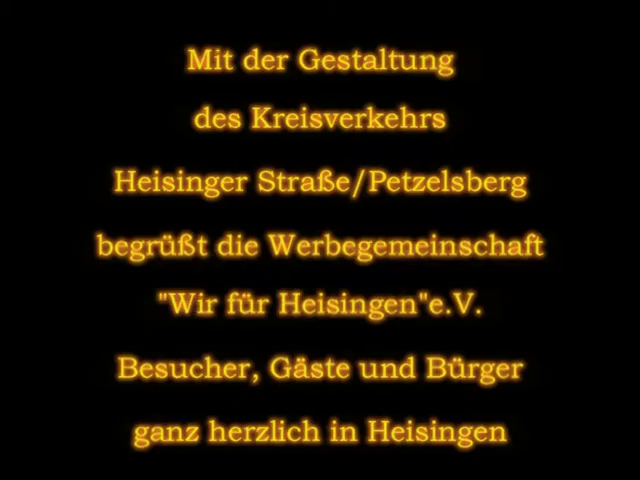 Mit der Gestaltung
des Kreisverkehrs
Heisinger Straße/Petzelsberg
begrüßt die Werbegemeinschaft
"Wir für Heisingen"e.V.
Besucher, Gäste und Bürger
ganz herzlich in Heisingen